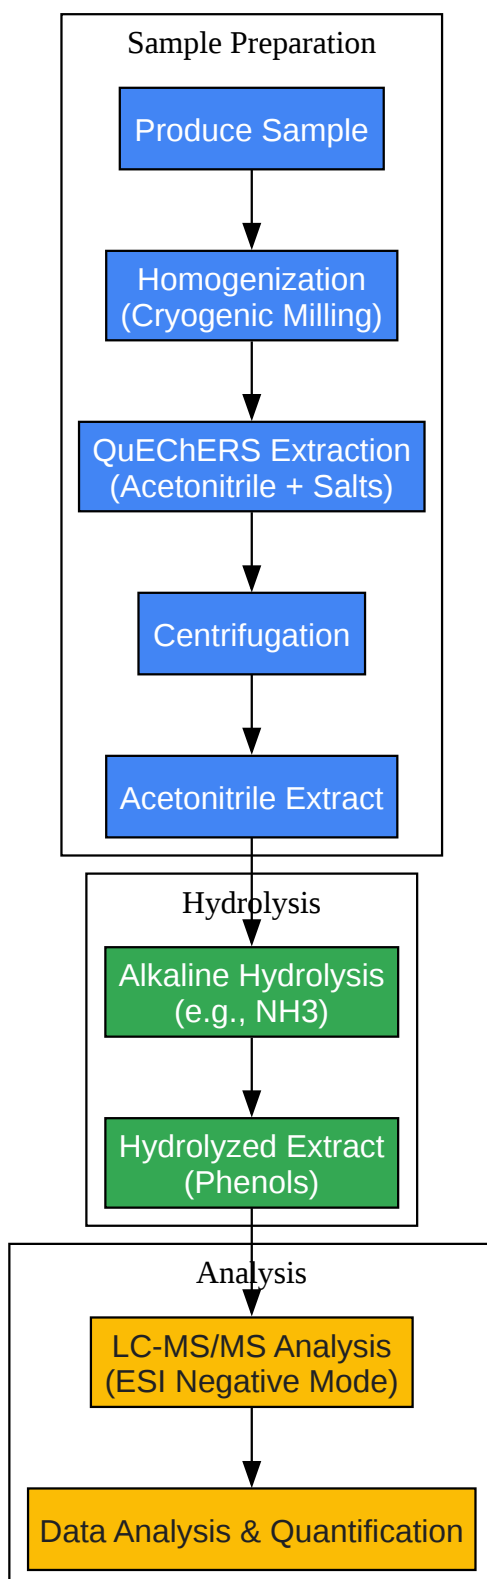 Sample Preparation
Produce Sample
Homogenization
(Cryogenic Milling)
QuEChERS Extraction
(Acetonitrile + Salts)
Centrifugation
Acetonitrile Extract
Hydrolysis
Alkaline Hydrolysis
(e.g., NH3)
Hydrolyzed Extract
(Phenols)
Analysis
LC-MS/MS Analysis
(ESI Negative Mode)
Data Analysis & Quantification